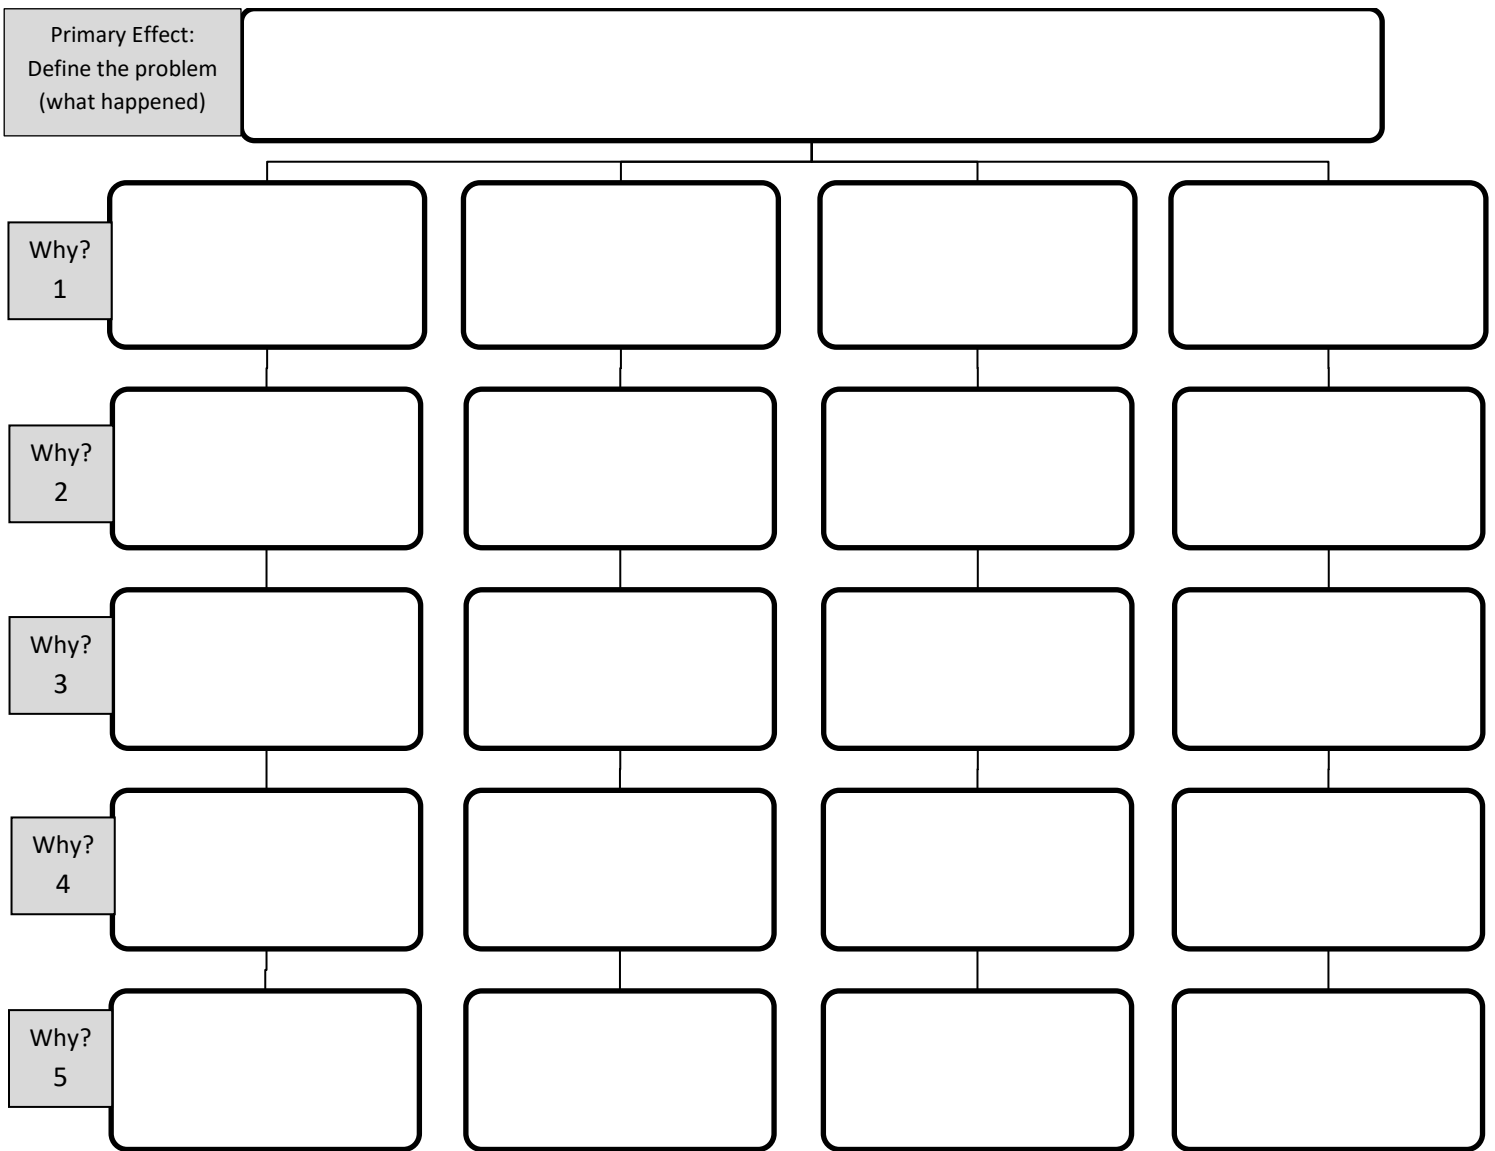 Primary Effect:
Define the problem
(what happened)
Why?
1
Why?
2
Why?
3
Why?
4
Why?
5